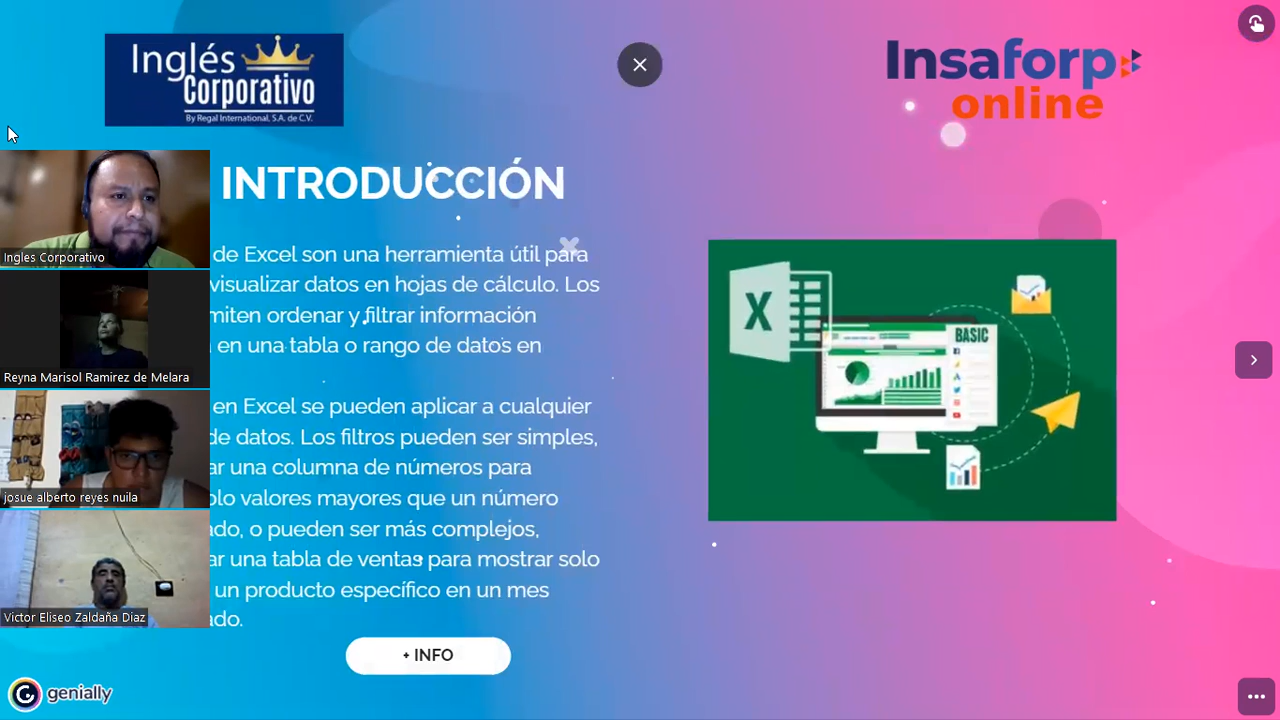 Inglés
Corporativo
By Regal International, S.A. de C.V.
Insaforp
online
INTRODUCCIÓN
de Excel son una herramienta útil para
visualizar datos en hojas de cálculo. Los
miten ordenar y filtrar información
en una tabla o rango de datos en
en Excel se pueden aplicar a cualquier
de datos. Los filtros pueden ser simples,
ar una columna de números para
olo valores mayores que un número
ado, o pueden ser más complejos,
ar una tabla de ventas para mostrar solo
un producto específico en un mes
ado.
+ INFO
X
BASIC
Ingles Corporativo
Reyna Marisol Ramirez de Melara
josue alberto reyes nuila
Victor Eliseo Zaldaña Diaz
genially